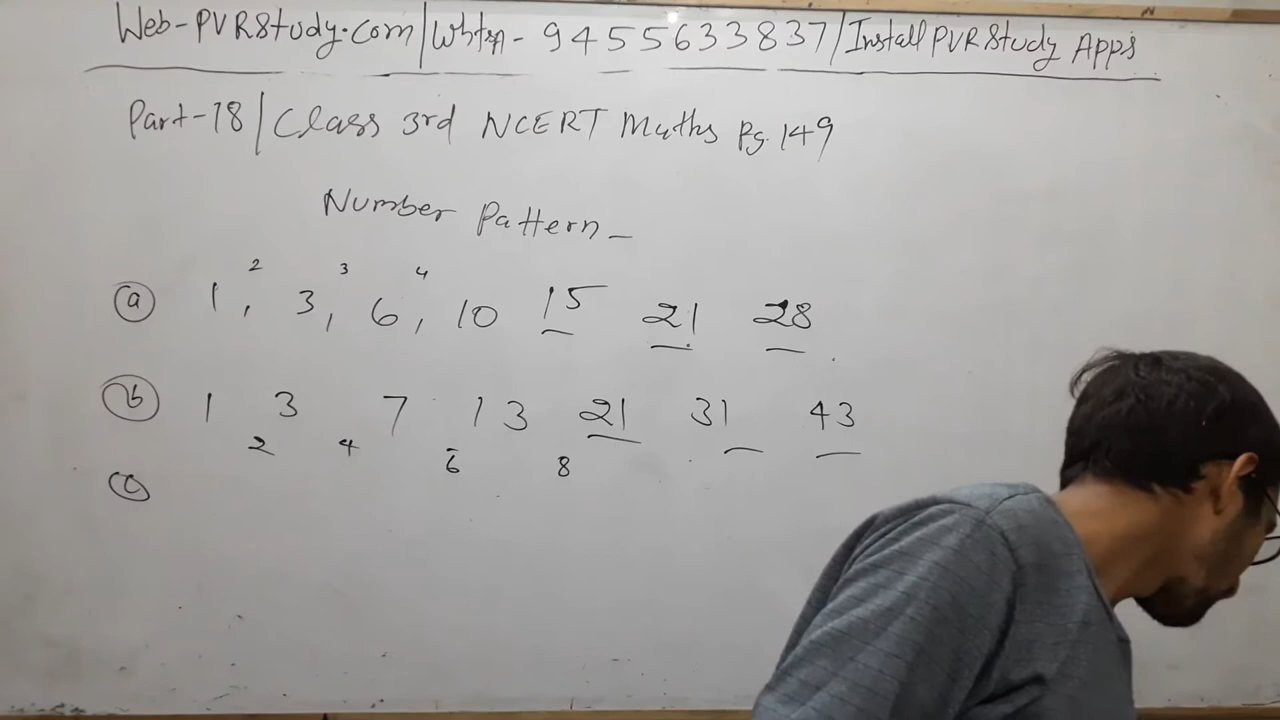 Web-PVRStudy.com/Whtsp-9455633837/Install PVRStudy Apps
Part-18/Class 3rd NCERT Maths Pg. 149
Number Pattern-
2 3 4
(a) 1, 3, 6, 10 15 21 28
(b) 1 3 7 13 21 31 43
2 4 6 8
(c)